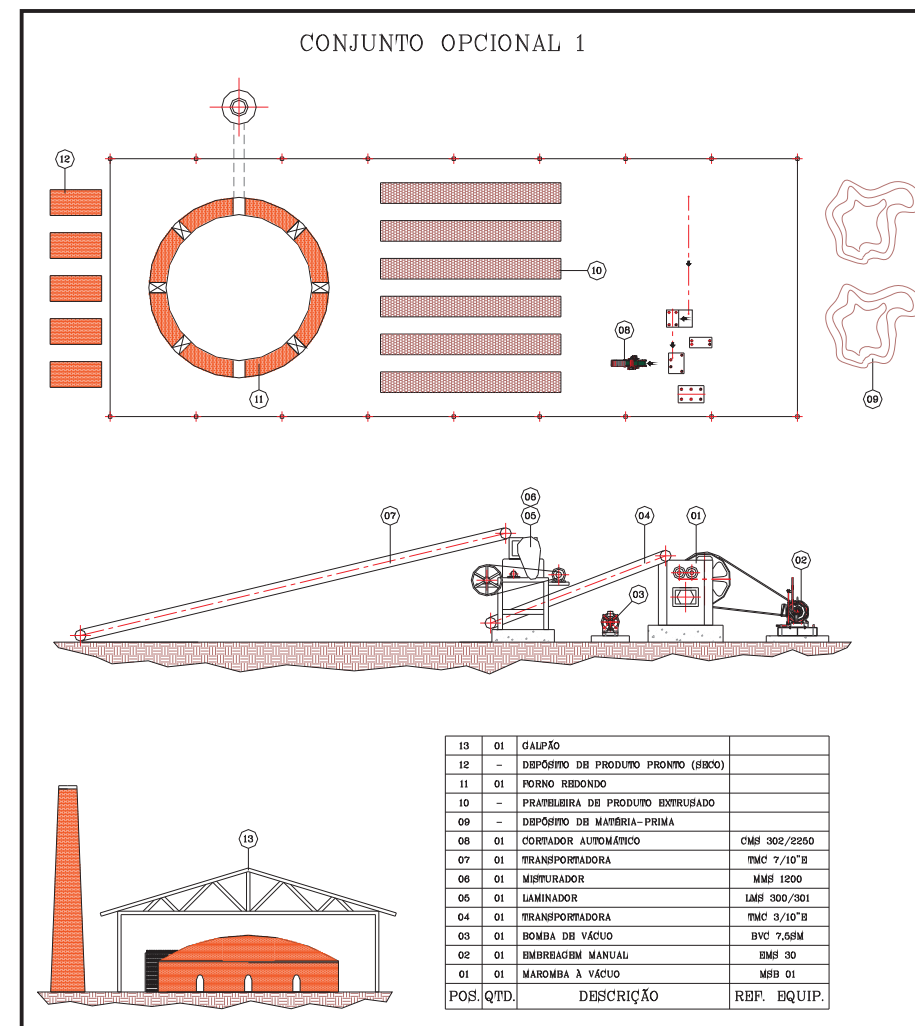 CONJUNTO OPCIONAL 1
12
10
08
11
09
06
07
05
04
01
02
03
13
13 01 GALPÃO
12 - DEPÓSITO DE PRODUTO PRONTO (SECO)
11 01 FORNO REDONDO
10 - PRATELEIRA DE PRODUTO EXTRUSADO
09 - DEPÓSITO DE MATÉRIA-PRIMA
08 01 CORTADOR AUTOMÁTICO CMS 302/2250
07 01 TRANSPORTADORA TMC 7/10"E
06 01 MISTURADOR MMS 1200
05 01 LAMINADOR LMS 300/301
04 01 TRANSPORTADORA TMC 3/10"E
03 01 BOMBA DE VÁCUO BVC 7.5SM
02 01 EMBREAGEM MANUAL EMS 30
01 01 MAROMBA À VÁCUO MSB 01
POS. QTD. DESCRIÇÃO REF. EQUIP.